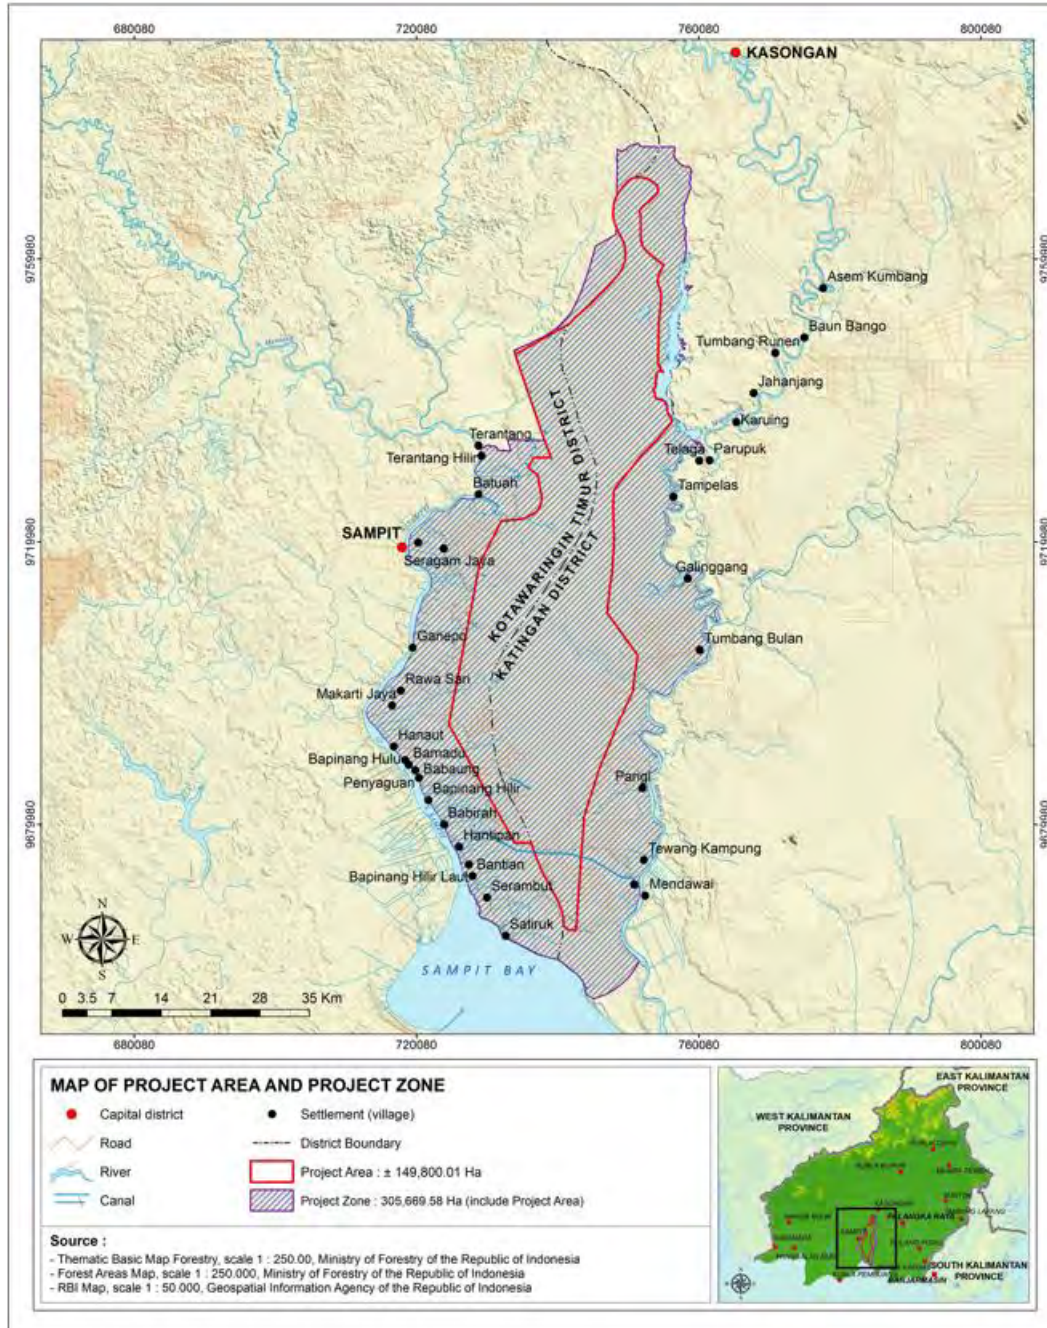 680080
720080
760080
800080
KASONGAN
9759980
9759980
Asem Kumbang
Baun Bango
Tumbang Runen
Jahanjang
Karuing
Terantang
Terantang Hilir
Telaga
Parupuk
Batuah
Tampelas
SAMPIT
9719980
9719980
Seragam Jaya
Galinggang
KOTAWARINGIN TIMUR DISTRICT
KATINGAN DISTRICT
Ganepo
Tumbang Bulan
Rawa Sari
Makarti Jaya
Hanaut
Bapinang Hulu
Bamadu
Babaung
Penyaguan
Bapinang Hilir
Babirah
9679980
9679980
Hantipan
Tewang Kampung
Bantian
Bapinang Hilir Laut
Mendawai
Serambut
Satiruk
N
W
E
S
SAMPIT BAY
0 3.5 7 14 21 28 35 Km
680080
720080
760080
800080
MAP OF PROJECT AREA AND PROJECT ZONE
Capital district
Settlement (village)
Road
District Boundary
River
Project Area : ± 149,800.01 Ha
Canal
Project Zone : 305,669.58 Ha (include Project Area)
Source :
- Thematic Basic Map Forestry, scale 1 : 250.00, Ministry of Forestry of the Republic of Indonesia
- Forest Areas Map, scale 1 : 250.000, Ministry of Forestry of the Republic of Indonesia
- RBI Map, scale 1 : 50.000, Geospatial Information Agency of the Republic of Indonesia
EAST KALIMANTAN
PROVINCE
WEST KALIMANTAN
PROVINCE
PALANGKA RAYA
SOUTH KALIMANTAN
PROVINCE
BANJARMASIN